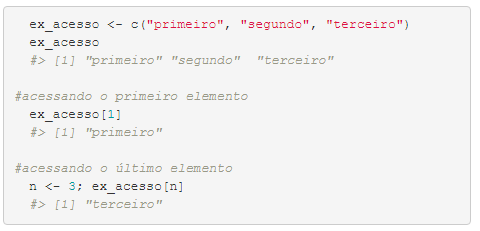 ex_acesso <- c("primeiro", "segundo", "terceiro")
ex_acesso
#> [1] "primeiro" "segundo"  "terceiro"
#acessando o primeiro elemento
ex_acesso[1]
#> [1] "primeiro"
#acessando o último elemento
n <- 3; ex_acesso[n]
#> [1] "terceiro"